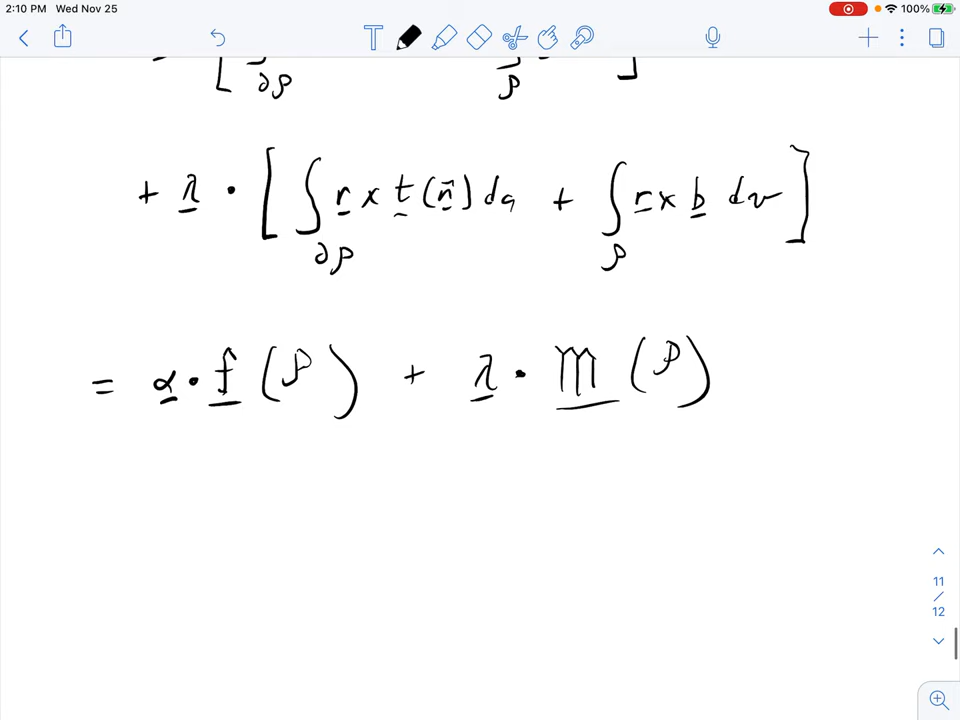 2:10 PM Wed Nov 25
100%
T
[ ∂P P ]
+ λ · [ ∫ r × t(n) da + ∫ r × b dv ]
∂P P
= α · f (P) + λ · m (P)
11
/
12